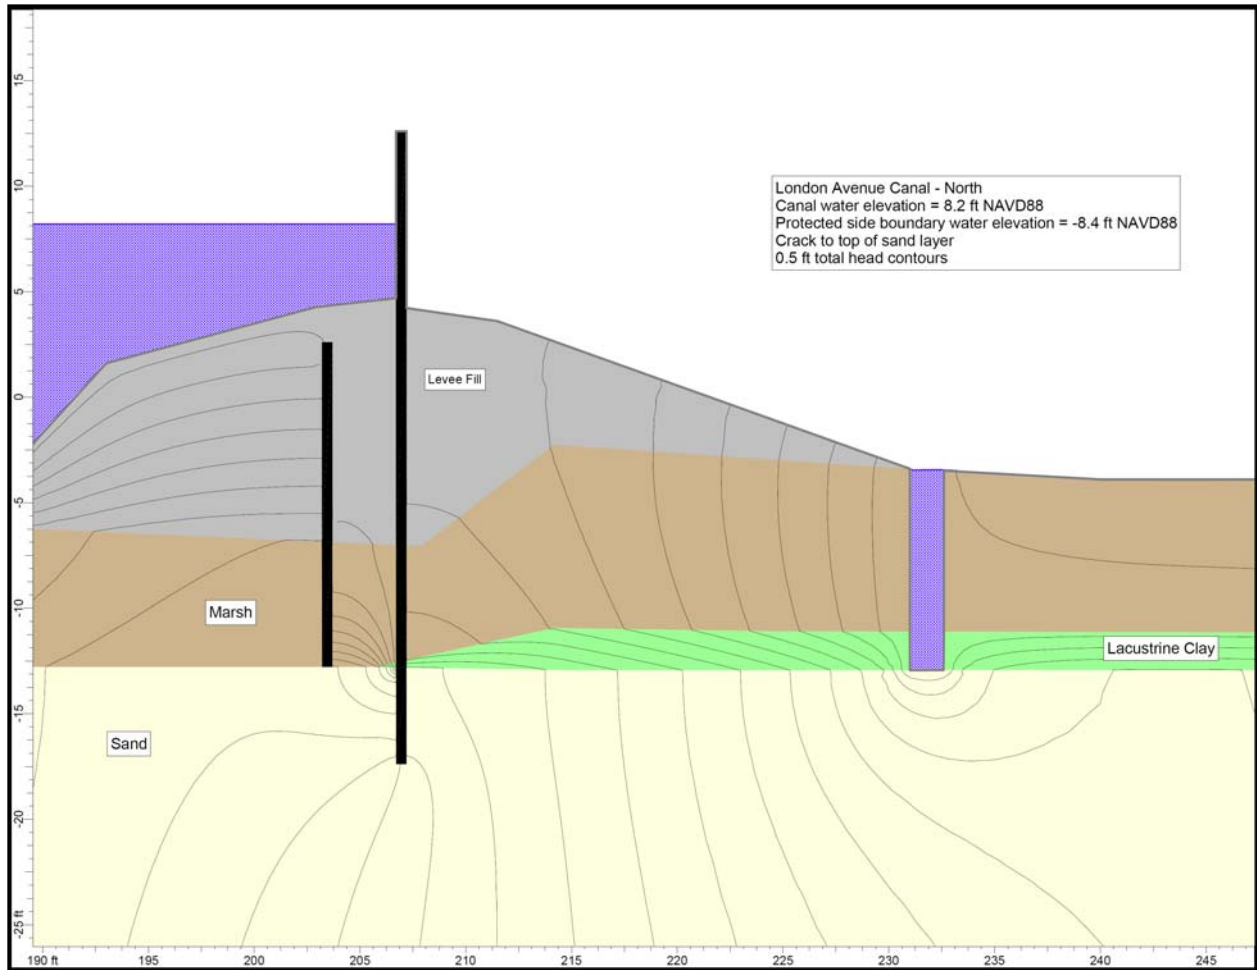 15
10
London Avenue Canal - North
Canal water elevation = 8.2 ft NAVD88
Protected side boundary water elevation = -8.4 ft NAVD88
Crack to top of sand layer
0.5 ft total head contours
5
Levee Fill
0
-5
-10
Marsh
Lacustrine Clay
-15
Sand
-20
-25 ft
190 ft 195 200 205 210 215 220 225 230 235 240 245